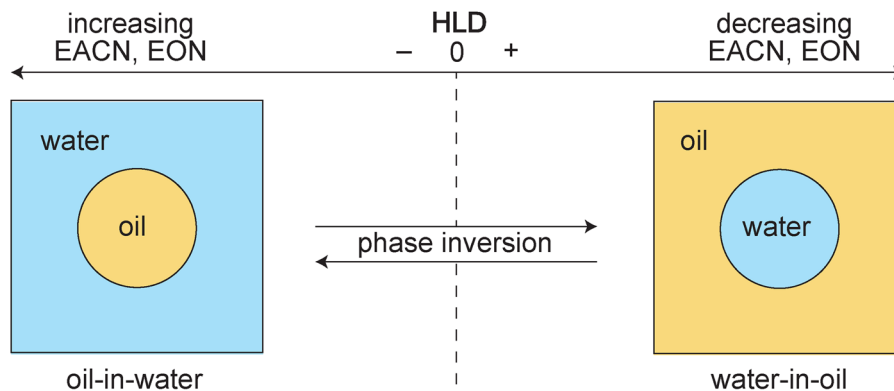 increasing
EACN, EON
HLD
– 0 +
decreasing
EACN, EON
water
oil
phase inversion
oil
water
oil-in-water
water-in-oil